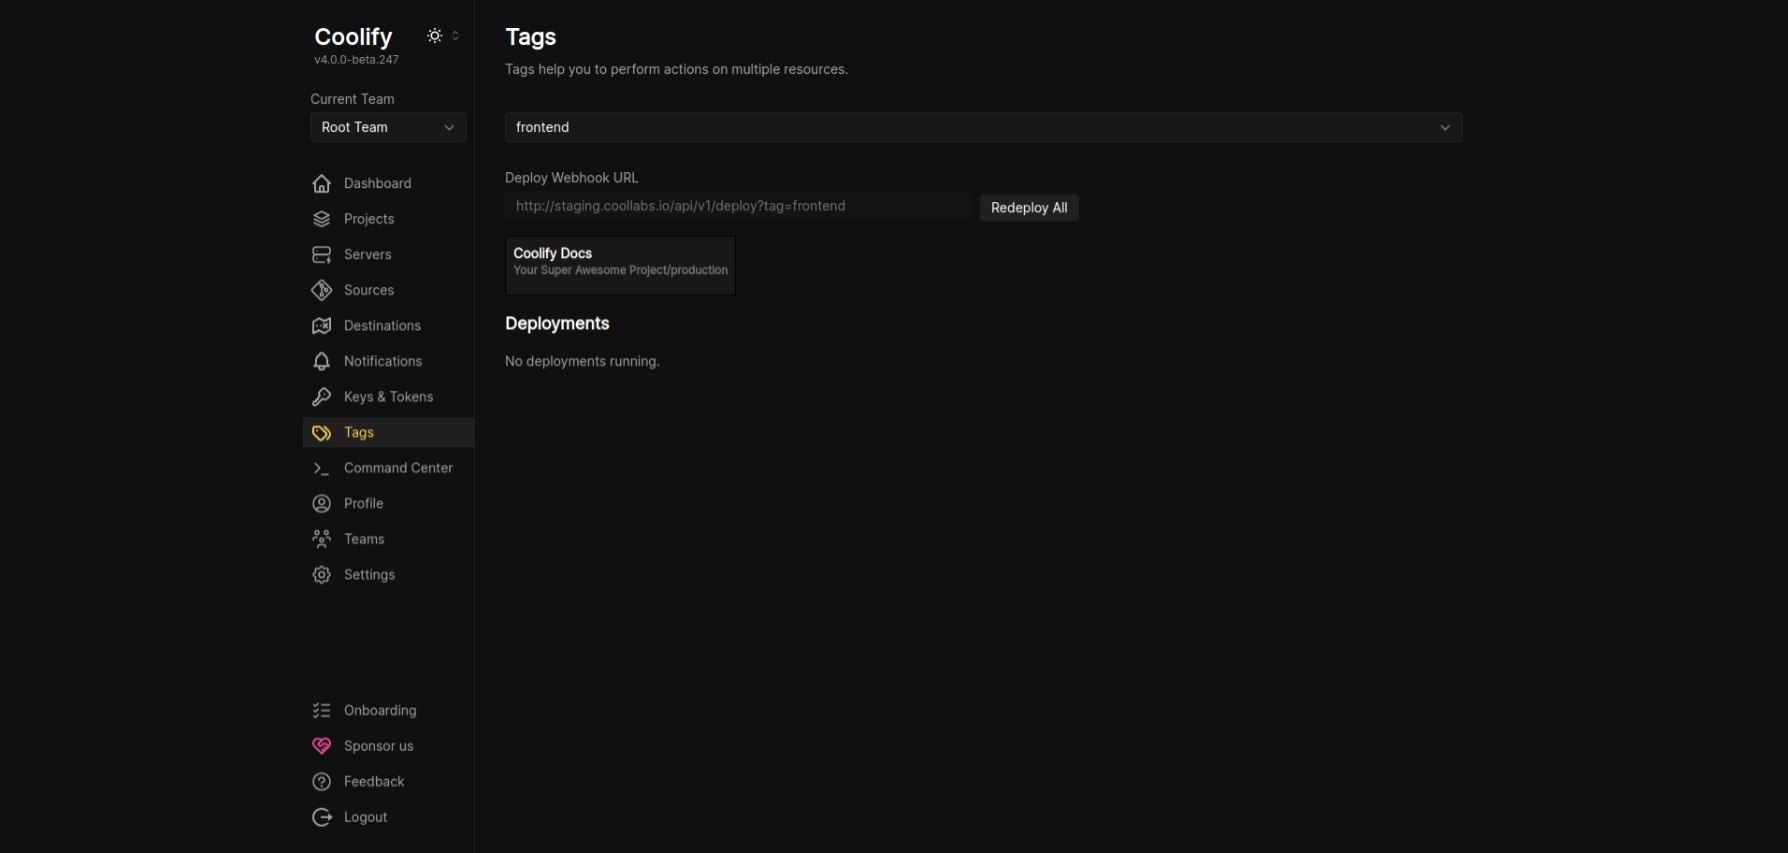 Coolify
v4.0.0-beta.247
Current Team
Root Team
Dashboard
Projects
Servers
Sources
Destinations
Notifications
Keys & Tokens
Tags
Command Center
Profile
Teams
Settings
Onboarding
Sponsor us
Feedback
Logout
Tags
Tags help you to perform actions on multiple resources.
frontend
Deploy Webhook URL
http://staging.coollabs.io/api/v1/deploy?tag=frontend
Redeploy All
Coolify Docs
Your Super Awesome Project/production
Deployments
No deployments running.